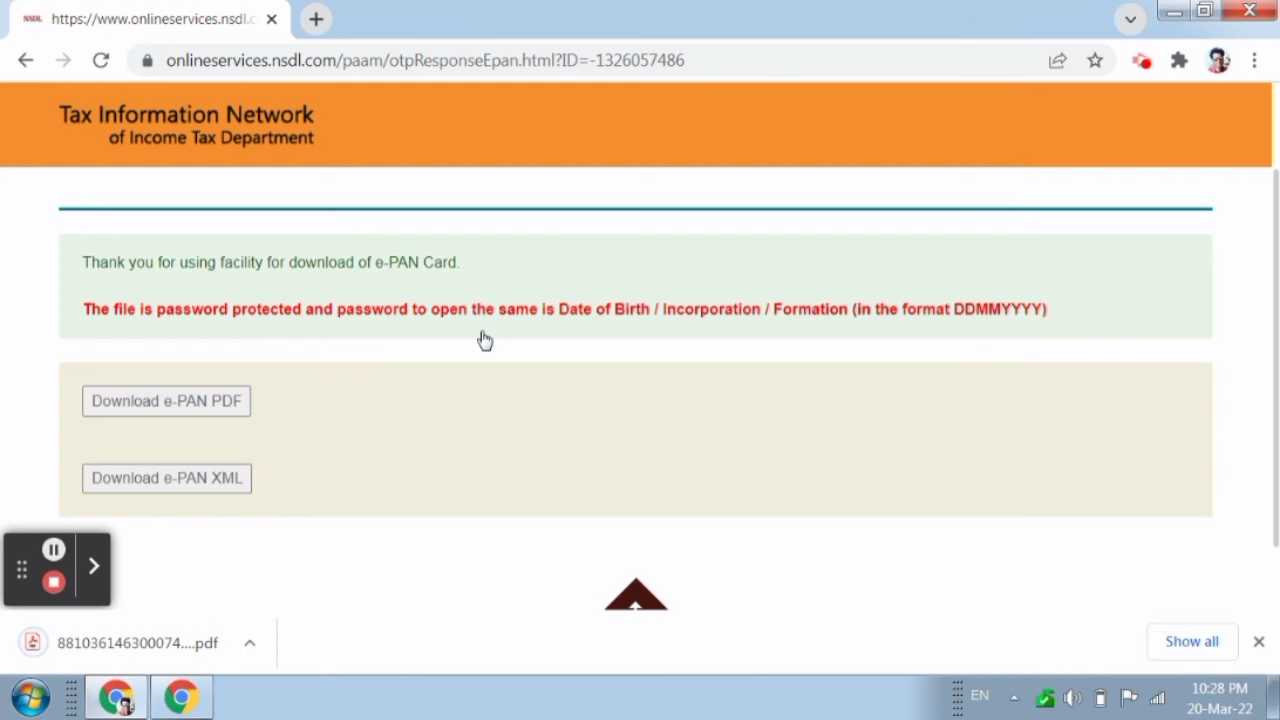 NSDL https://www.onlineservices.nsdl.c
onlineservices.nsdl.com/paam/otpResponseEpan.html?ID=-1326057486
Tax Information Network
of Income Tax Department
Thank you for using facility for download of e-PAN Card.
The file is password protected and password to open the same is Date of Birth / Incorporation / Formation (in the format DDMMYYYY)
Download e-PAN PDF
Download e-PAN XML
881036146300074....pdf
Show all
EN
10:28 PM
20-Mar-22